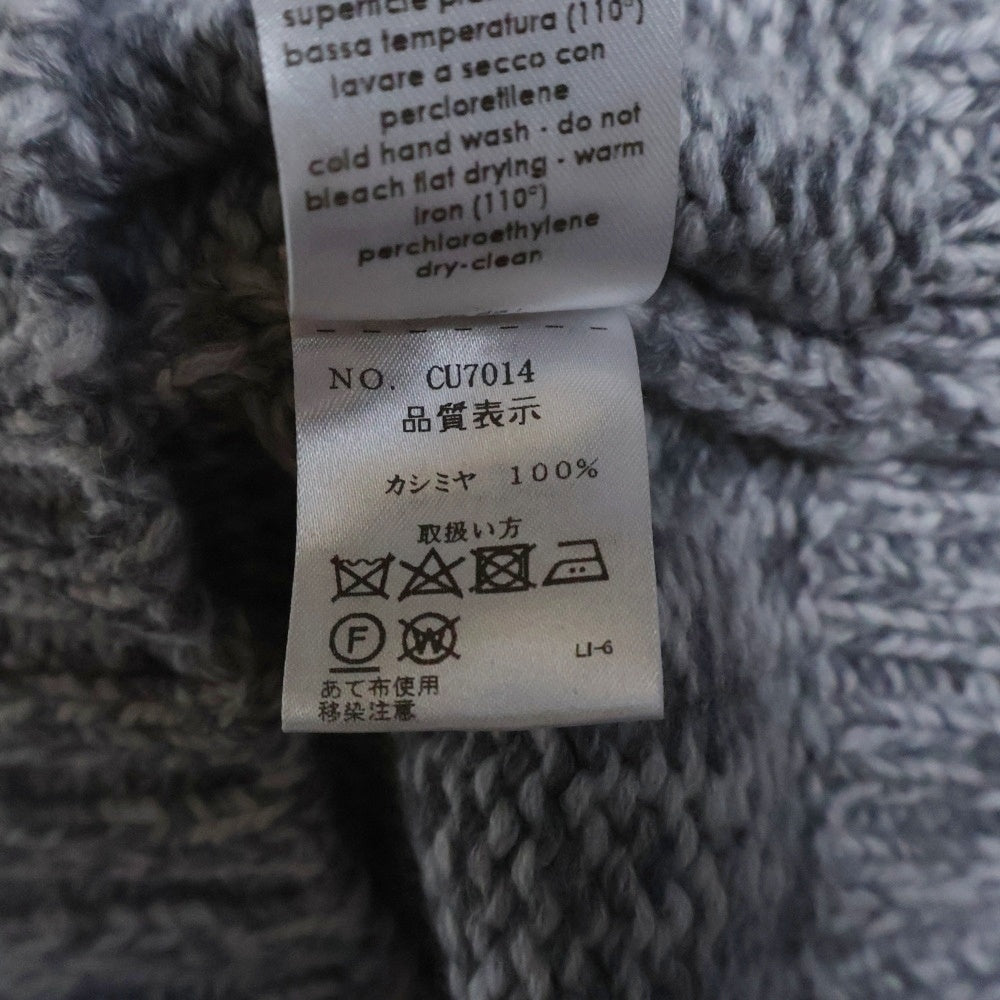 superficie
bassa temperatura (110°)
lavare a secco con
percloretilene
cold hand wash - do not
bleach flat drying - warm
iron (110°)
perchloroethylene
dry-clean
NO. CU7014
品質表示
カシミヤ 100%
取扱い方
F W
LI-6
あて布使用
移染注意